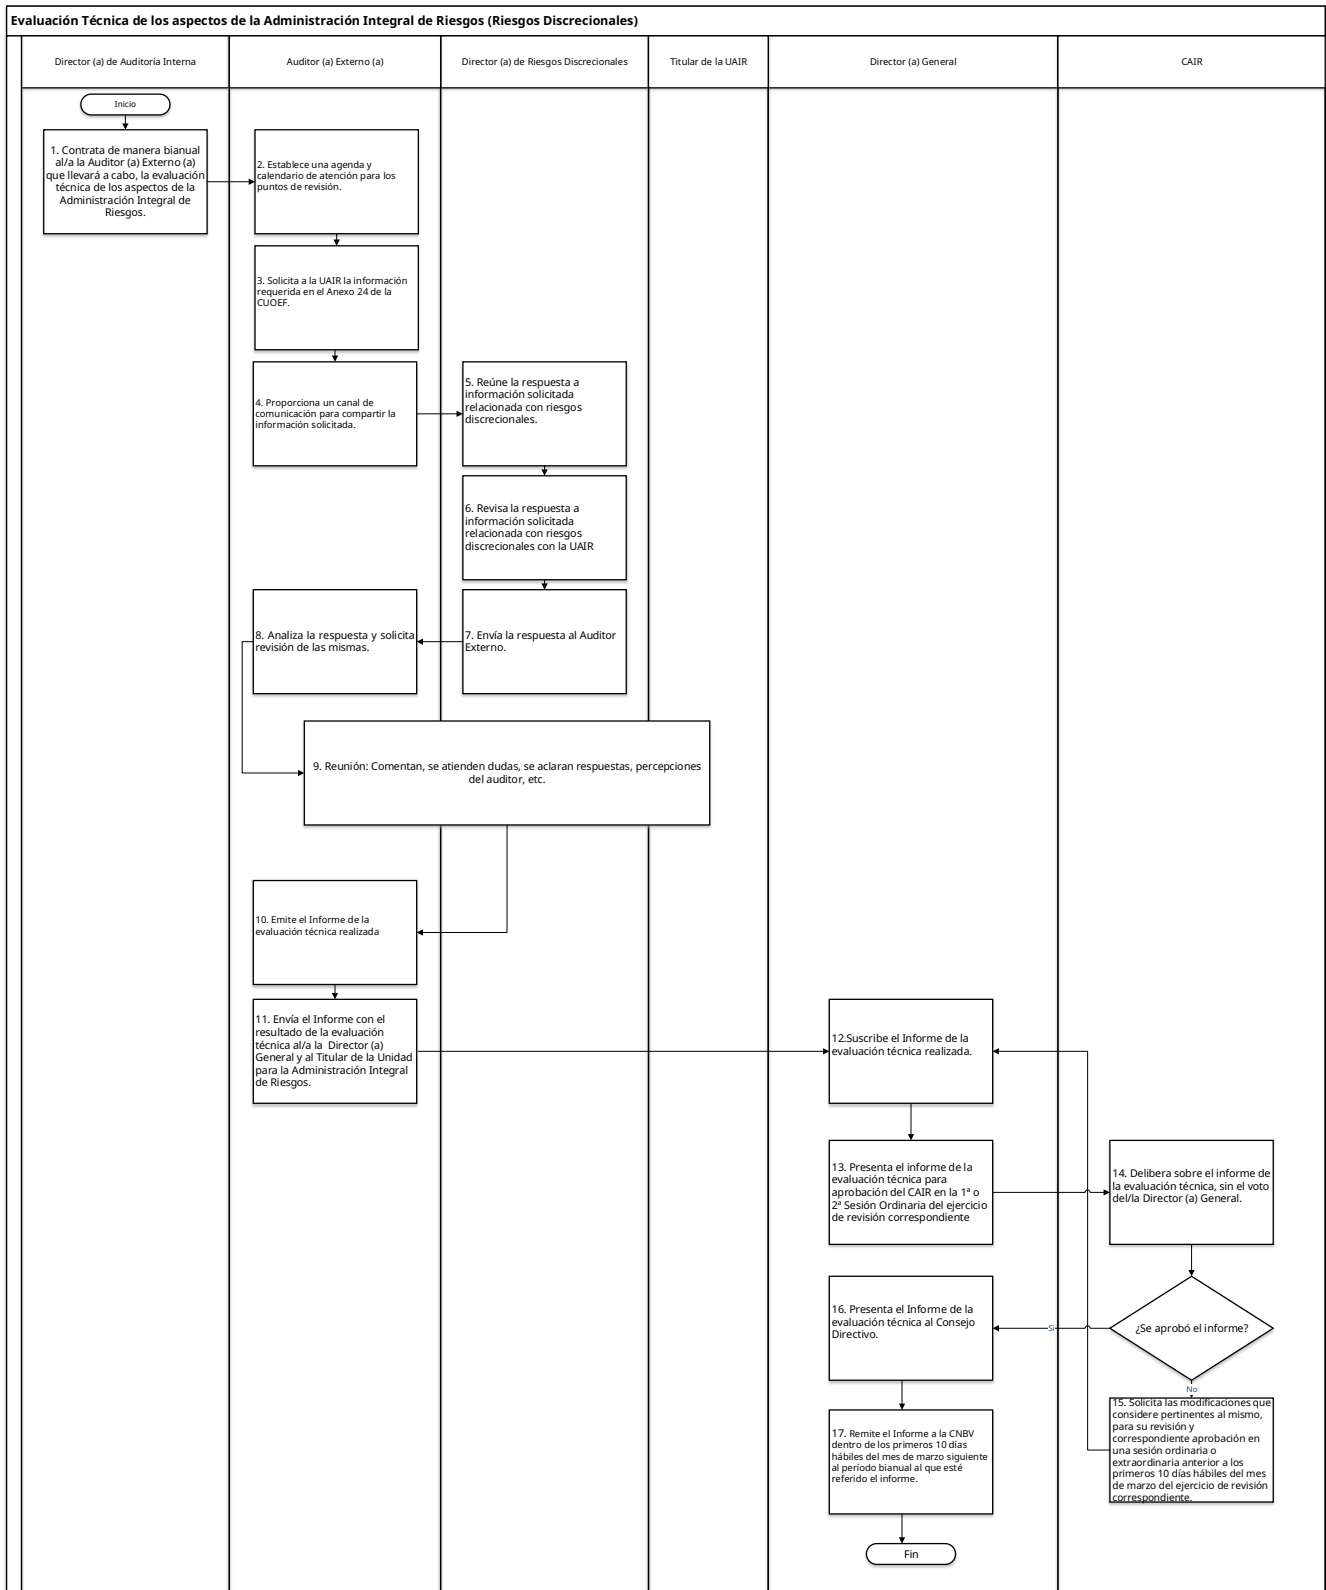 Evaluación Técnica de los aspectos de la Administración Integral de Riesgos (Riesgos Discrecionales)
Director (a) de Auditoría Interna
Auditor (a) Externo (a)
Director (a) de Riesgos Discrecionales
Titular de la UAIR
Director (a) General
CAIR
Inicio
1. Contrata de manera bianual
al/a la Auditor (a) Externo (a)
que llevará a cabo, la evaluación
técnica de los aspectos de la
Administración Integral de
Riesgos.
2. Establece una agenda y
calendario de atención para los
puntos de revisión.
3. Solicita a la UAIR la información
requerida en el Anexo 24 de la
CUOEF.
4. Proporciona un canal de
comunicación para compartir la
información solicitada.
5. Reúne la respuesta a
información solicitada
relacionada con riesgos
discrecionales.
6. Revisa la respuesta a
información solicitada
relacionada con riesgos
discrecionales con la UAIR
7. Envía la respuesta al Auditor
Externo.
8. Analiza la respuesta y solicita
revisión de las mismas.
9. Reunión: Comentan, se atienden dudas, se aclaran respuestas, percepciones
del auditor, etc.
10. Emite el Informe de la
evaluación técnica realizada
11. Envía el Informe con el
resultado de la evaluación
técnica al/a la Director (a)
General y al Titular de la Unidad
para la Administración Integral
de Riesgos.
12.Suscribe el Informe de la
evaluación técnica realizada.
13. Presenta el informe de la
evaluación técnica para
aprobación del CAIR en la 1ª o
2ª Sesión Ordinaria del ejercicio
de revisión correspondiente
14. Delibera sobre el informe de
la evaluación técnica, sin el voto
del/la Director (a) General.
¿Se aprobó el informe?
Si
No
15. Solicita las modificaciones que
considere pertinentes al mismo,
para su revisión y
correspondiente aprobación en
una sesión ordinaria o
extraordinaria anterior a los
primeros 10 días hábiles del mes
de marzo del ejercicio de revisión
correspondiente.
16. Presenta el Informe de la
evaluación técnica al Consejo
Directivo.
17. Remite el Informe a la CNBV
dentro de los primeros 10 días
hábiles del mes de marzo siguiente
al período bianual al que esté
referido el informe.
Fin